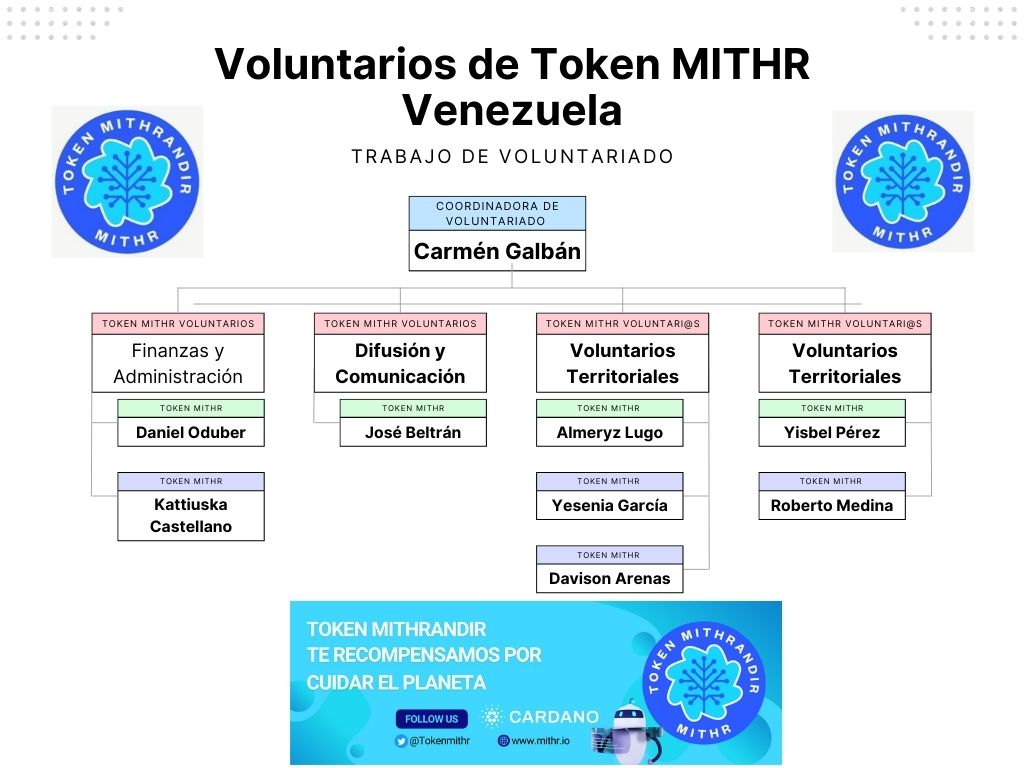 Voluntarios de Token MITHR
Venezuela
TRABAJO DE VOLUNTARIADO
TOKEN MITHRANDIR
MITHR
TOKEN MITHRANDIR
MITHR
COORDINADORA DE
VOLUNTARIADO
Carmén Galbán
TOKEN MITHR VOLUNTARIOS
Finanzas y
Administración
TOKEN MITHR
Daniel Oduber
TOKEN MITHR
Kattiuska
Castellano
TOKEN MITHR VOLUNTARIOS
Difusión y
Comunicación
TOKEN MITHR
José Beltrán
TOKEN MITHR VOLUNTARI@S
Voluntarios
Territoriales
TOKEN MITHR
Almeryz Lugo
TOKEN MITHR
Yesenia García
TOKEN MITHR
Davison Arenas
TOKEN MITHR VOLUNTARI@S
Voluntarios
Territoriales
TOKEN MITHR
Yisbel Pérez
TOKEN MITHR
Roberto Medina
TOKEN MITHRANDIR
TE RECOMPENSAMOS POR
CUIDAR EL PLANETA
FOLLOW US
CARDANO
@Tokenmithr
www.mithr.io
TOKEN MITHRANDIR
MITHR